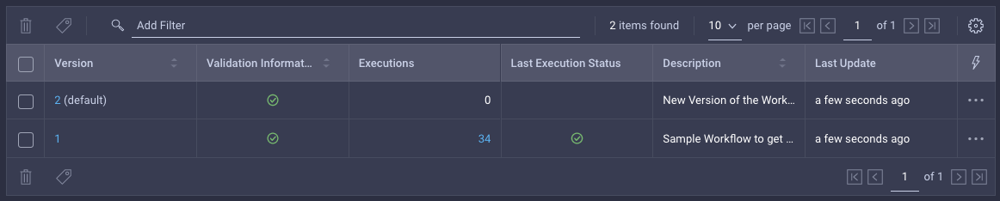 Add Filter 2 items found 10 per page 1 of 1
Version Validation Informat... Executions Last Execution Status Description Last Update
2 (default) 0 New Version of the Work... a few seconds ago
1 34 Sample Workflow to get ... a few seconds ago
1 of 1